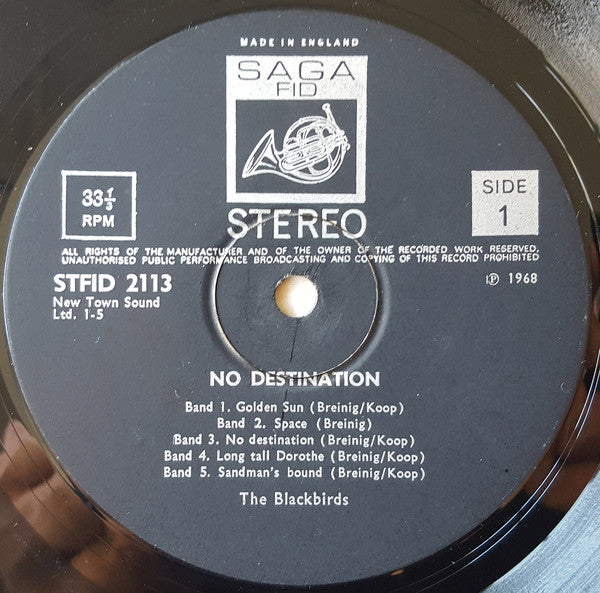 MADE IN ENGLAND
SAGA
FID
33⅓
RPM
SIDE
1
STEREO
ALL RIGHTS OF THE MANUFACTURER AND OF THE OWNER OF THE RECORDED WORK RESERVED.
UNAUTHORISED PUBLIC PERFORMANCE BROADCASTING AND COPYING OF THIS RECORD PROHIBITED
STFID 2113
℗ 1968
New Town Sound
Ltd. 1-5
NO DESTINATION
Band 1. Golden Sun (Breinig/Koop)
Band 2. Space (Breinig)
Band 3. No destination (Breinig/Koop)
Band 4. Long tall Dorothe (Breinig/Koop)
Band 5. Sandman's bound (Breinig/Koop)
The Blackbirds